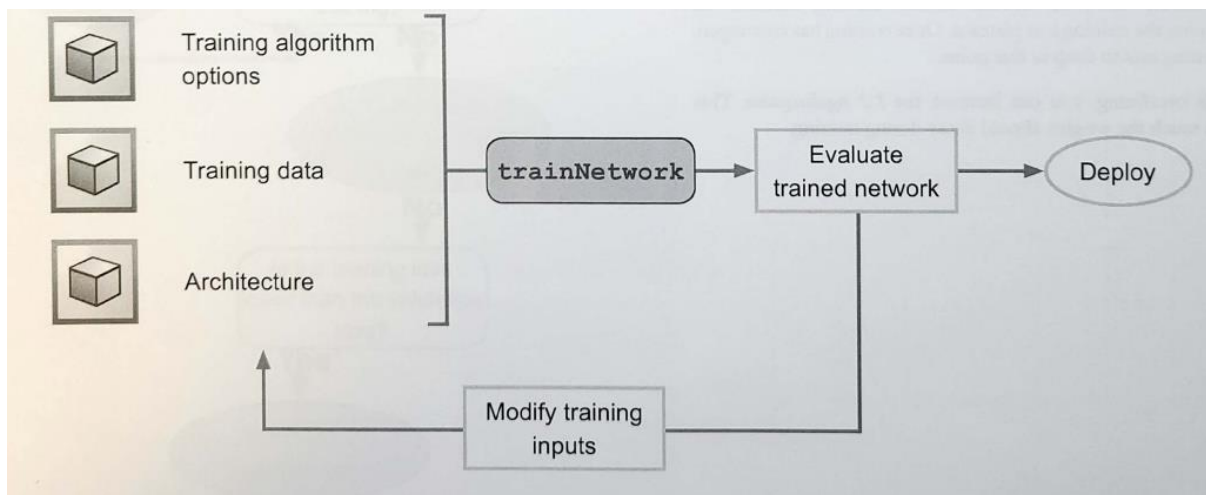 Training algorithm
options
Training data
Architecture
trainNetwork
Evaluate
trained network
Deploy
Modify training
inputs